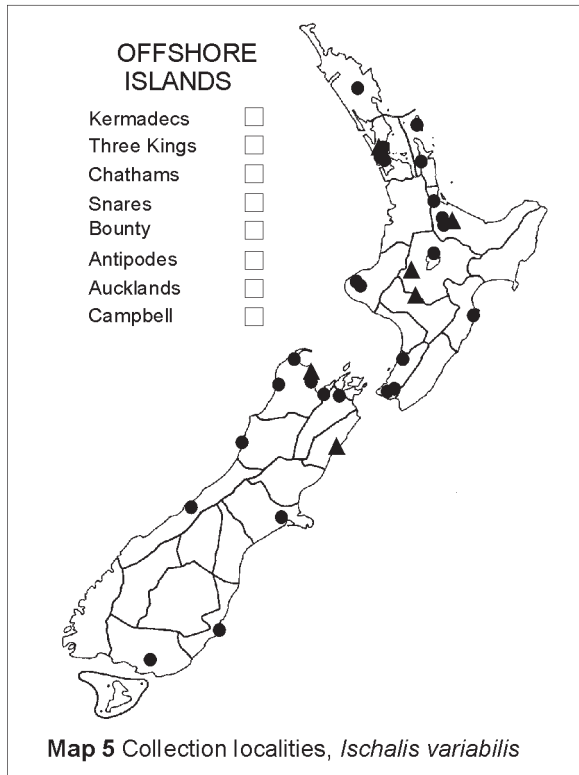 OFFSHORE
ISLANDS
Kermadecs
Three Kings
Chathams
Snares
Bounty
Antipodes
Aucklands
Campbell
Map 5 Collection localities, Ischalis variabilis